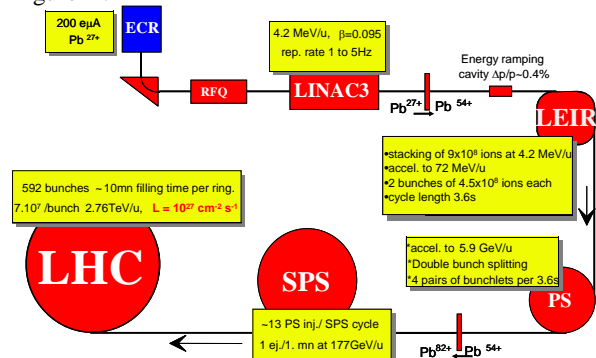 200 eµA
Pb 27+
ECR
4.2 MeV/u, β=0.095
rep. rate 1 to 5Hz
RFQ
LINAC3
Energy ramping
cavity Δp/p~0.4%
Pb27+ Pb 54+
LEIR
•stacking of 9x10⁸ ions at 4.2 MeV/u
•accel. to 72 MeV/u
•2 bunches of 4.5x10⁸ ions each
•cycle length 3.6s
592 bunches ~10mn filling time per ring.
7.10⁷ /bunch 2.76TeV/u, L = 10²⁷ cm⁻² s⁻¹
*accel. to 5.9 GeV/u
*Double bunch splitting
*4 pairs of bunchlets per 3.6s
LHC
SPS
PS
~13 PS inj./ SPS cycle
1 ej./1. mn at 177GeV/u
Pb82+ Pb 54+